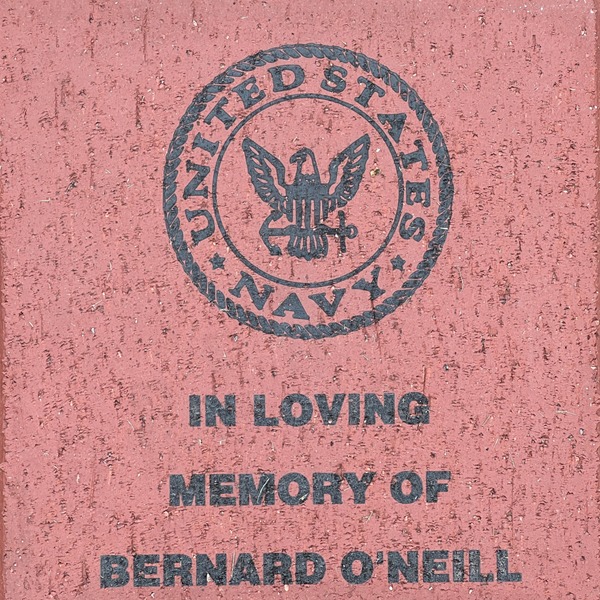 UNITED STATES
NAVY
IN LOVING
MEMORY OF
BERNARD O'NEILL